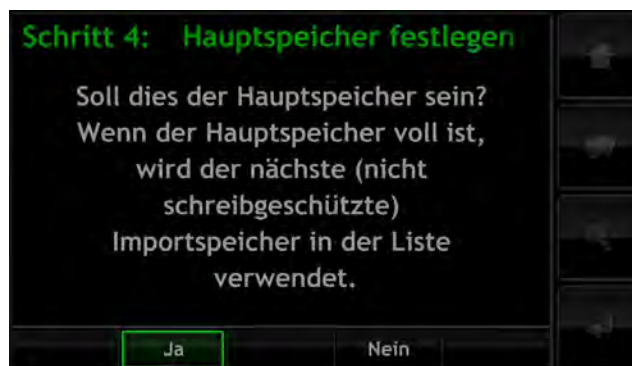 Schritt 4: Hauptspeicher festlegen
Soll dies der Hauptspeicher sein?
Wenn der Hauptspeicher voll ist,
wird der nächste (nicht
schreibgeschützte)
Importspeicher in der Liste
verwendet.
Ja Nein